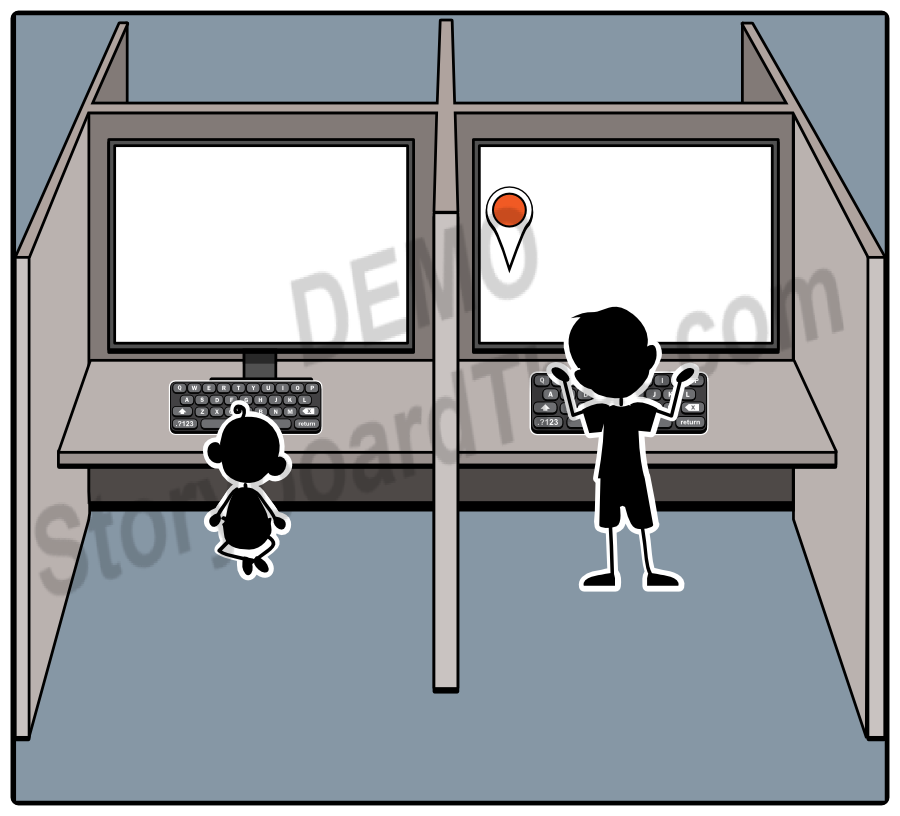 DEMO
StoryboardThat.com
Q W E R T Y U I O P
A S D G H J K L
Z X B N M
.?123 return
Q I
A J K L
.?123 return